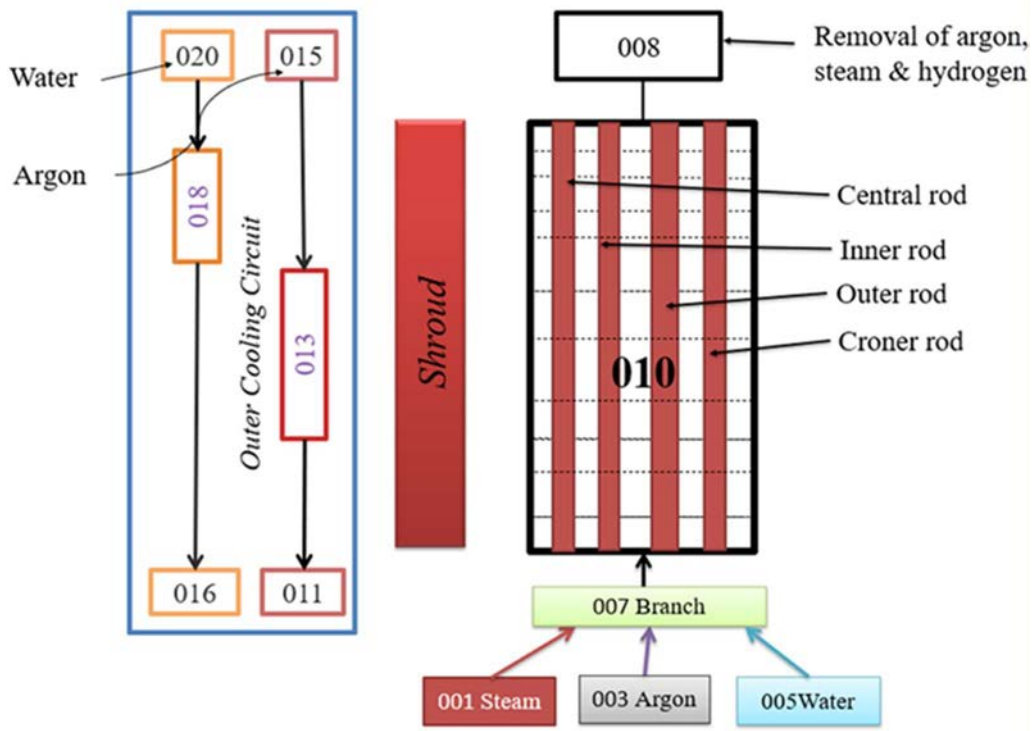 020
015
008
Removal of argon,
steam & hydrogen
Water
Argon
018
Outer Cooling Circuit
013
Shroud
Central rod
Inner rod
Outer rod
Croner rod
010
016
011
007 Branch
001 Steam
003 Argon
005Water